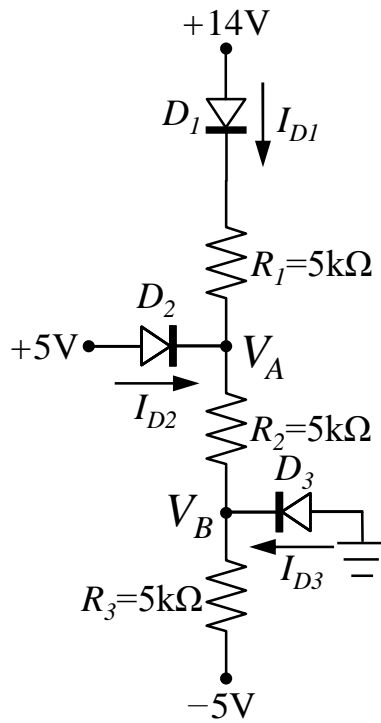 +14V
D1
ID1
R1=5kΩ
D2
+5V
VA
ID2
R2=5kΩ
D3
VB
ID3
R3=5kΩ
−5V